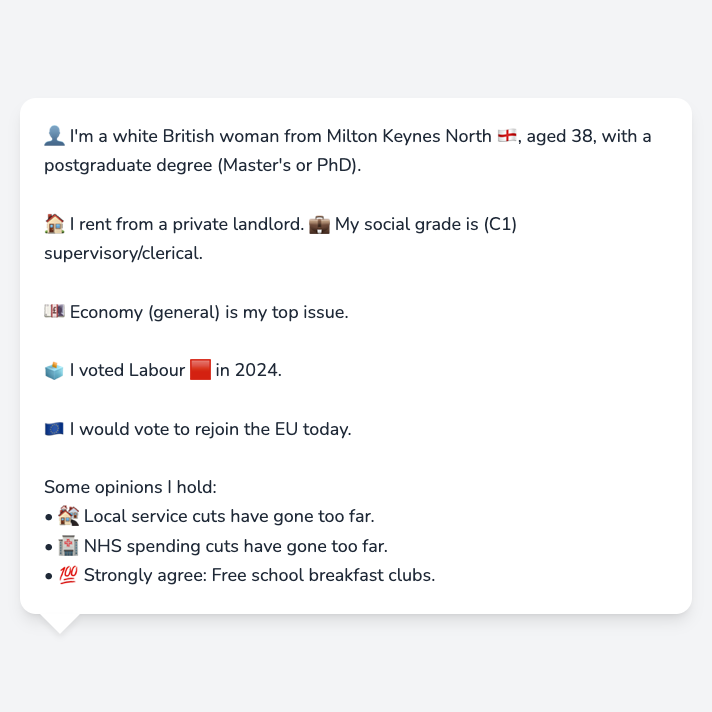 👤 I'm a white British woman from Milton Keynes North 🏴󠁧󠁢󠁥󠁮󠁧󠁿, aged 38, with a
postgraduate degree (Master's or PhD).
🏠 I rent from a private landlord. 💼 My social grade is (C1)
supervisory/clerical.
💷 Economy (general) is my top issue.
🗳️ I voted Labour 🟥 in 2024.
🇪🇺 I would vote to rejoin the EU today.
Some opinions I hold:
• 🏘️ Local service cuts have gone too far.
• 🏥 NHS spending cuts have gone too far.
• 💯 Strongly agree: Free school breakfast clubs.